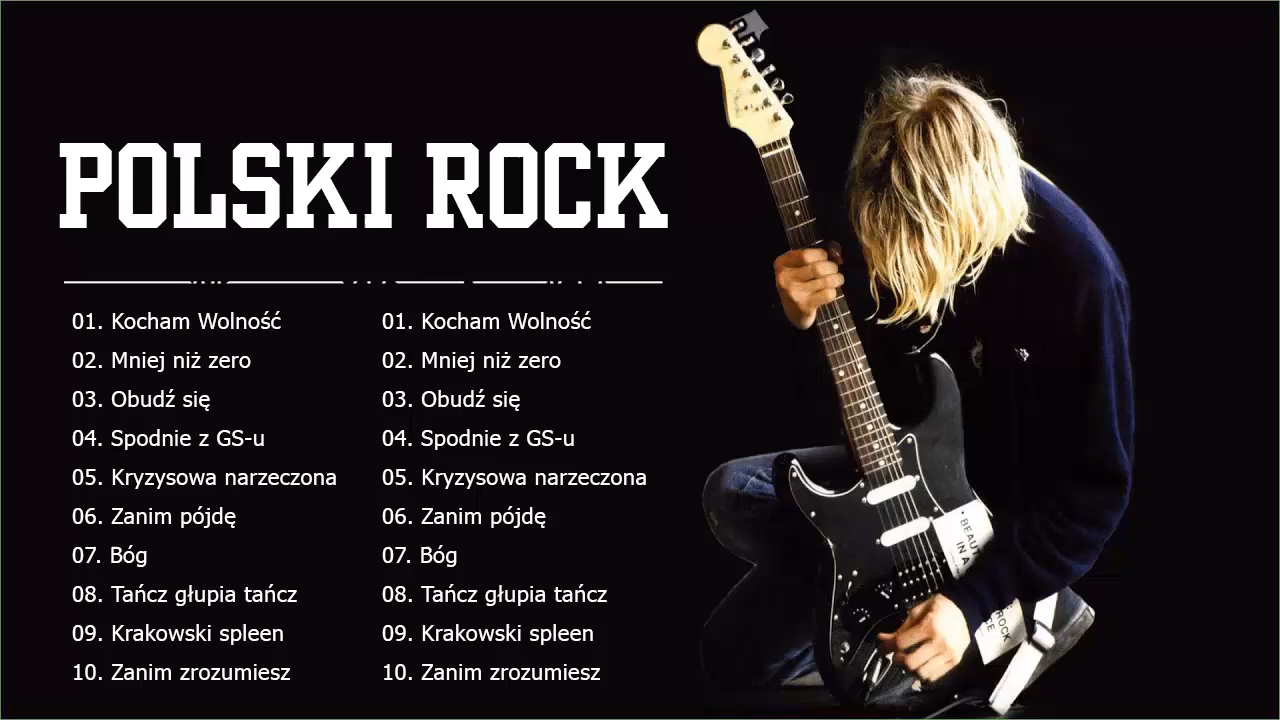 POLSKI ROCK
01. Kocham Wolność
02. Mniej niż zero
03. Obudź się
04. Spodnie z GS-u
05. Kryzysowa narzeczona
06. Zanim pójdę
07. Bóg
08. Tańcz głupia tańcz
09. Krakowski spleen
10. Zanim zrozumiesz
01. Kocham Wolność
02. Mniej niż zero
03. Obudź się
04. Spodnie z GS-u
05. Kryzysowa narzeczona
06. Zanim pójdę
07. Bóg
08. Tańcz głupia tańcz
09. Krakowski spleen
10. Zanim zrozumiesz
IN A
ROCK